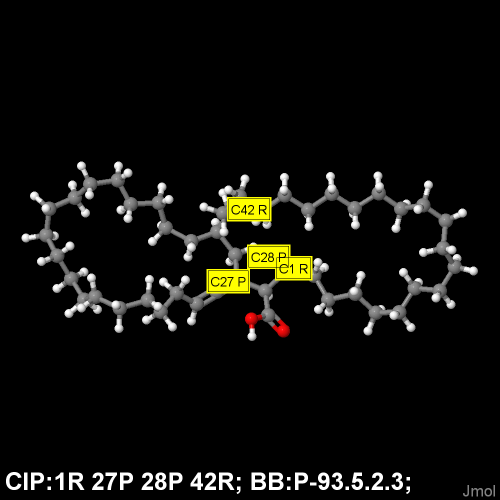 C42 R
C28 P
C1 R
C27 P
CIP:1R 27P 28P 42R; BB:P-93.5.2.3;
Jmol